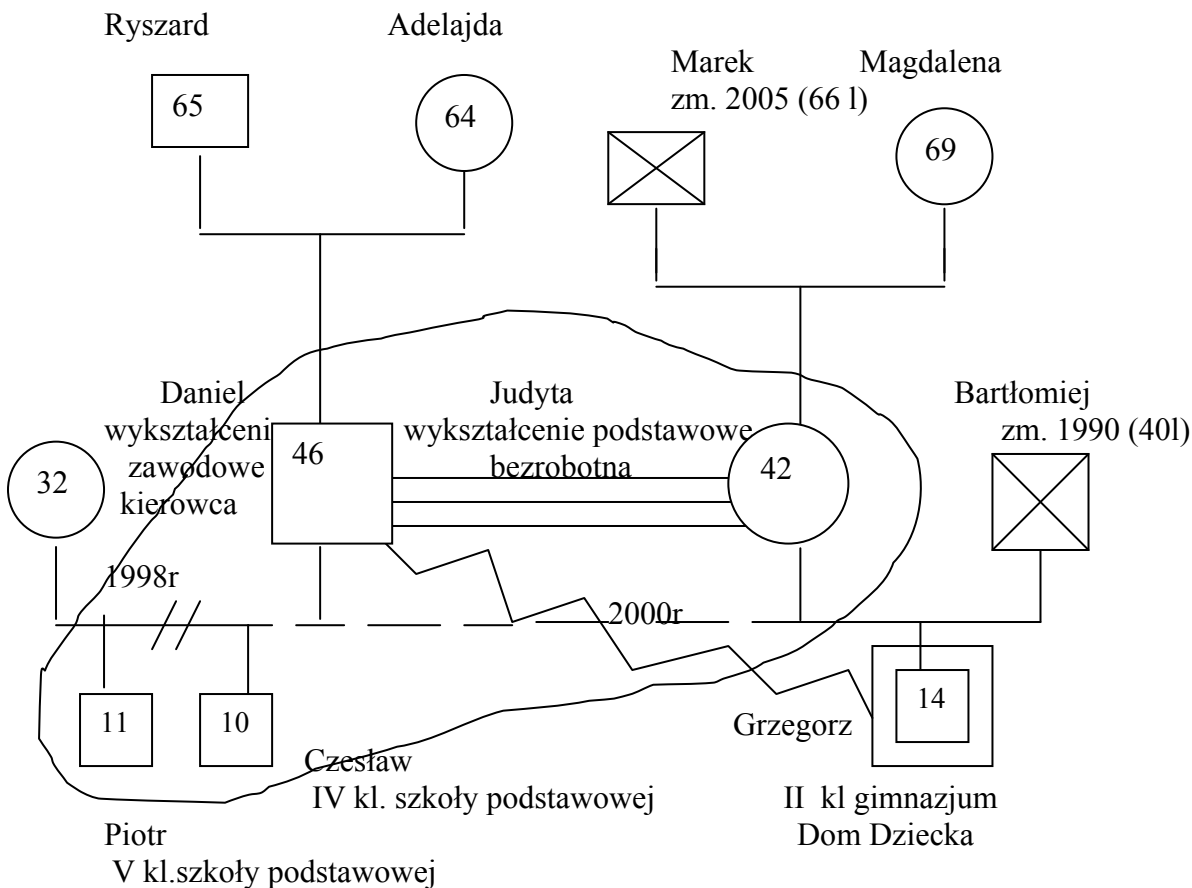 Ryszard
Adelajda
Marek
zm. 2005 (66 l)
Magdalena
65
64
69
Daniel
wykształceni
zawodowe
kierowca
Judyta
wykształcenie podstawowe
bezrobotna
Bartłomiej
zm. 1990 (40l)
32
46
42
1998r
2000r
11
10
14
Grzegorz
Czesław
IV kl. szkoły podstawowej
II kl gimnazjum
Dom Dziecka
Piotr
V kl.szkoły podstawowej